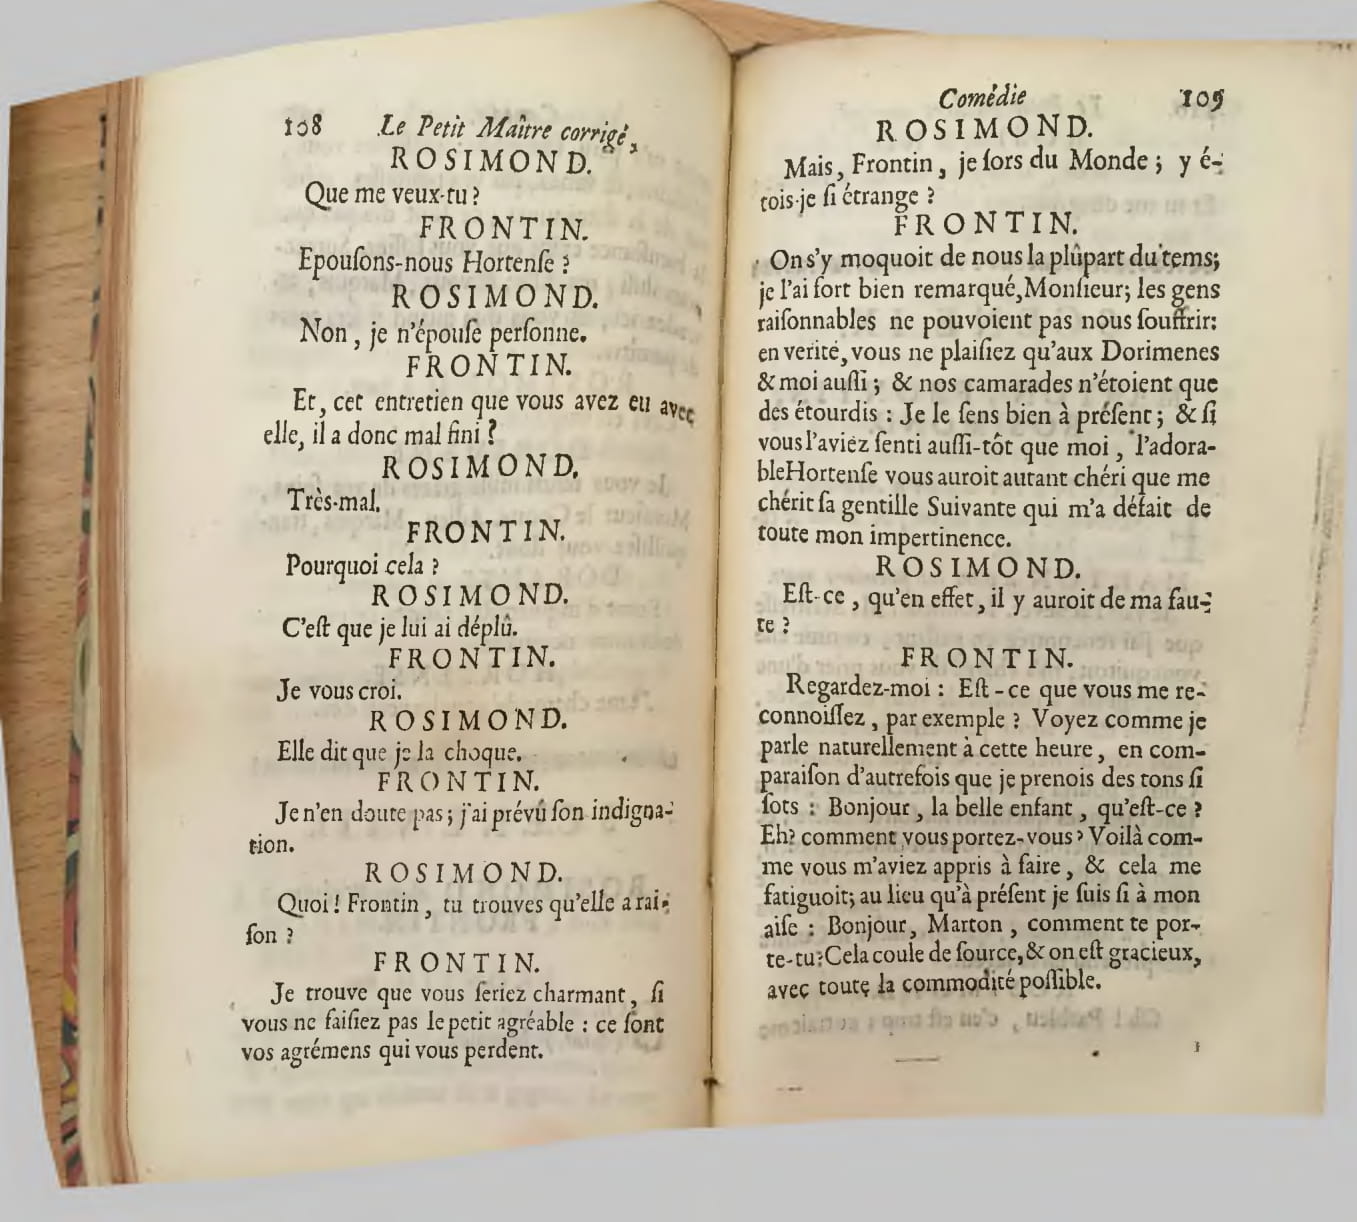 108 Le Petit Maître corrigé,
ROSIMOND.
Que me veux-tu ?
FRONTIN.
Epouſons-nous Hortenſe ?
ROSIMOND.
Non, je n'épouſe perſonne.
FRONTIN.
Et, cet entretien que vous avez eu avec
elle, il a donc mal fini ?
ROSIMOND.
Très-mal.
FRONTIN.
Pourquoi cela ?
ROSIMOND.
C'eſt que je lui ai déplû.
FRONTIN.
Je vous croi.
ROSIMOND.
Elle dit que je la choque.
FRONTIN.
Je n'en doute pas ; j'ai prévû ſon indigna-
tion.
ROSIMOND.
Quoi ! Frontin, tu trouves qu'elle a rai-
ſon ?
FRONTIN.
Je trouve que vous ſeriez charmant, ſi
vous ne faiſiez pas le petit agréable : ce ſont
vos agrémens qui vous perdent.
Comédie 109
ROSIMOND.
Mais, Frontin, je ſors du Monde ; y é-
tois-je ſi étrange ?
FRONTIN.
On s'y moquoit de nous la plûpart du tems;
je l'ai fort bien remarqué, Monſieur; les gens
raiſonnables ne pouvoient pas nous ſouffrir:
en verité, vous ne plaiſiez qu'aux Dorimenes
& moi auſſi ; & nos camarades n'étoient que
des étourdis : Je le ſens bien à préſent ; & ſi
vous l'aviez ſenti auſſi-tôt que moi, l'adora-
ble Hortenſe vous auroit autant chéri que me
chérit ſa gentille Suivante qui m'a défait de
toute mon impertinence.
ROSIMOND.
Eſt-ce, qu'en effet, il y auroit de ma fau-
te ?
FRONTIN.
Regardez-moi : Eſt-ce que vous me re-
connoiſſez, par exemple ? Voyez comme je
parle naturellement à cette heure, en com-
paraiſon d'autrefois que je prenois des tons ſi
ſots : Bonjour, la belle enfant, qu'eſt-ce ?
Eh? comment vous portez-vous ? Voilà com-
me vous m'aviez appris à faire, & cela me
fatiguoit; au lieu qu'à préſent je ſuis ſi à mon
aiſe : Bonjour, Marton, comment te por-
te-tu? Cela coule de ſource, & on eſt gracieux,
avec toute la commodité poſſible.